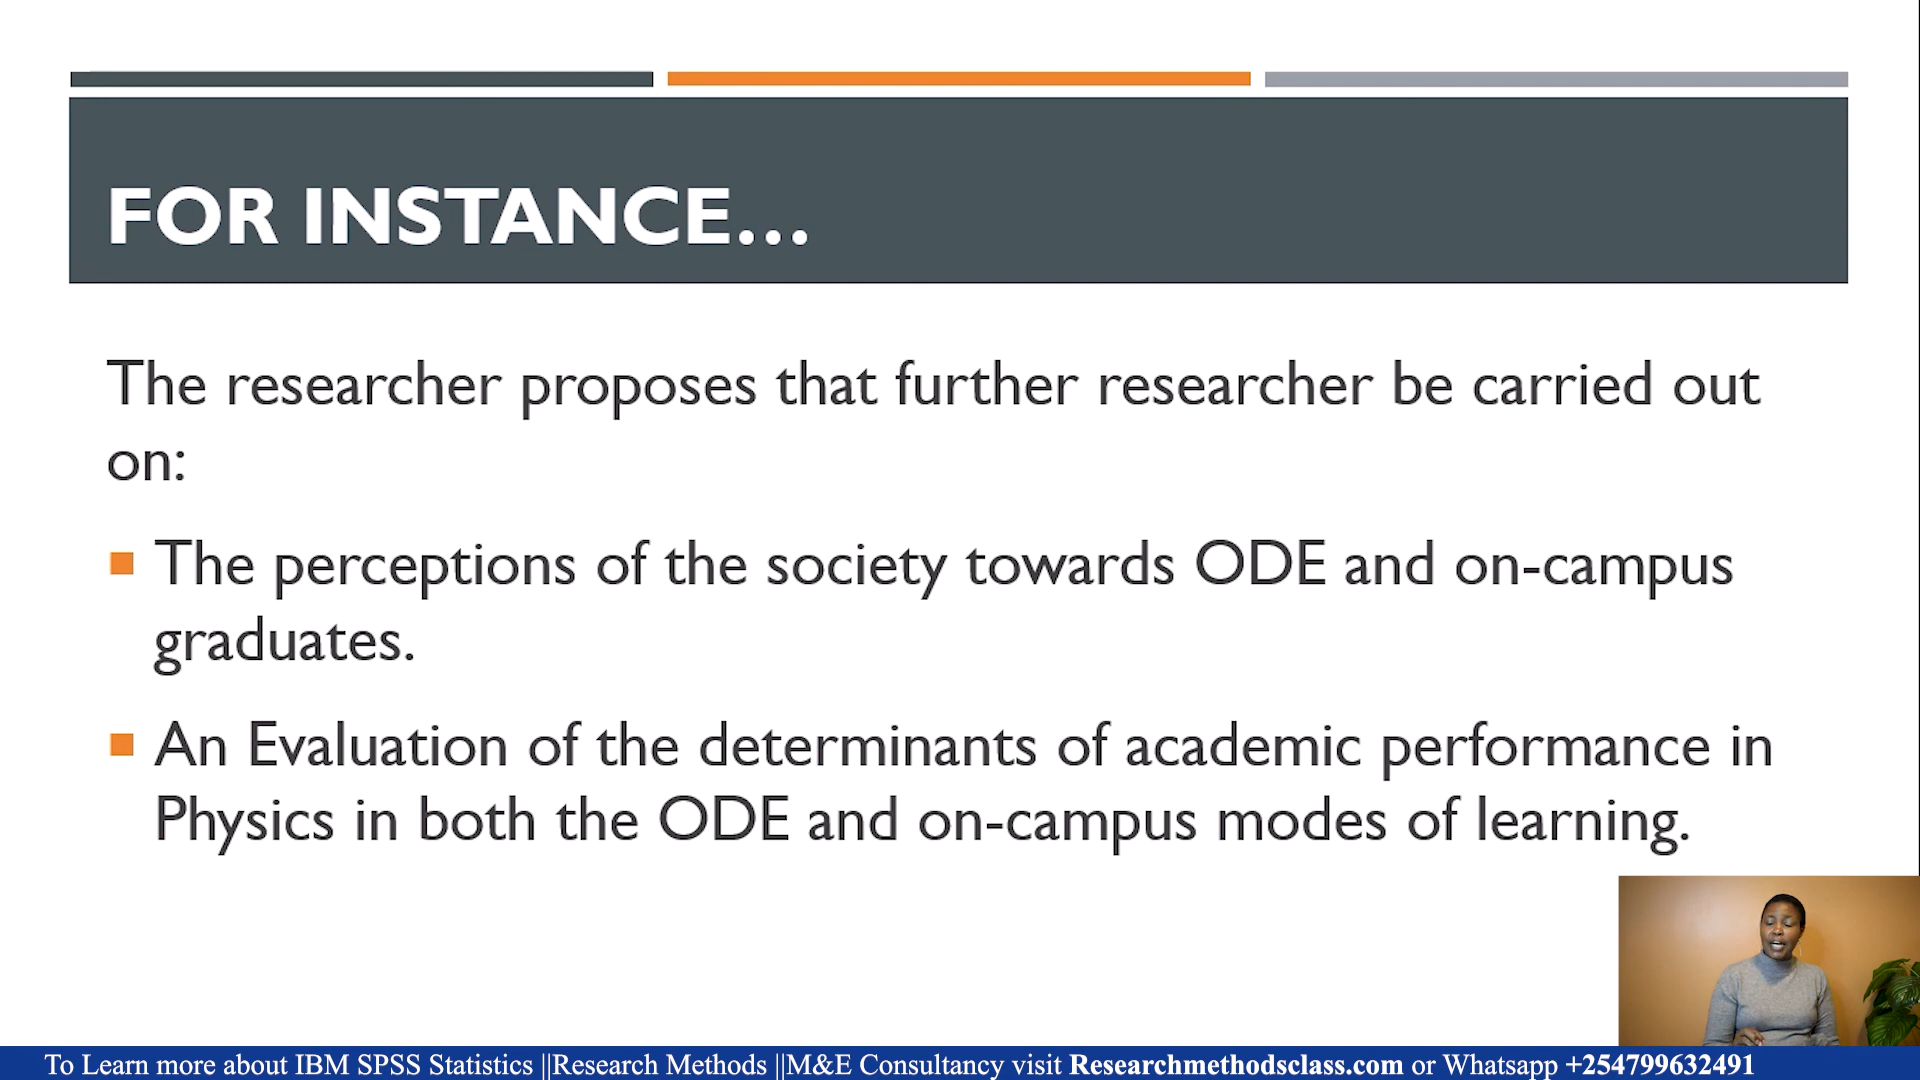 FOR INSTANCE...
The researcher proposes that further researcher be carried out
on:
The perceptions of the society towards ODE and on-campus
graduates.
An Evaluation of the determinants of academic performance in
Physics in both the ODE and on-campus modes of learning.
To Learn more about IBM SPSS Statistics ||Research Methods ||M&E Consultancy visit Researchmethodsclass.com or Whatsapp +254799632491